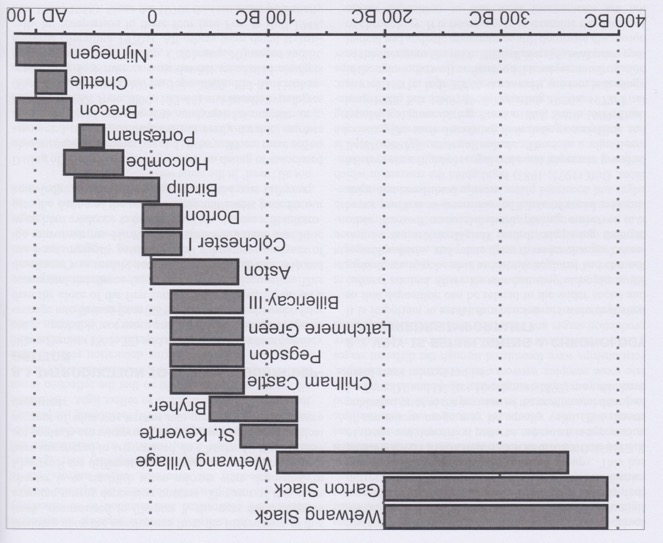 Wetwang Slack
Garton Slack
Wetwang Village
St. Keverne
Bryher
Chilham Castle
Pegsdon
Latchmere Green
Billericay III
Aston
Colchester I
Dorton
Birdlip
Holcombe
Portesham
Brecon
Chettle
Nijmegen
400 BC 300 BC 200 BC 100 BC 0 AD 100